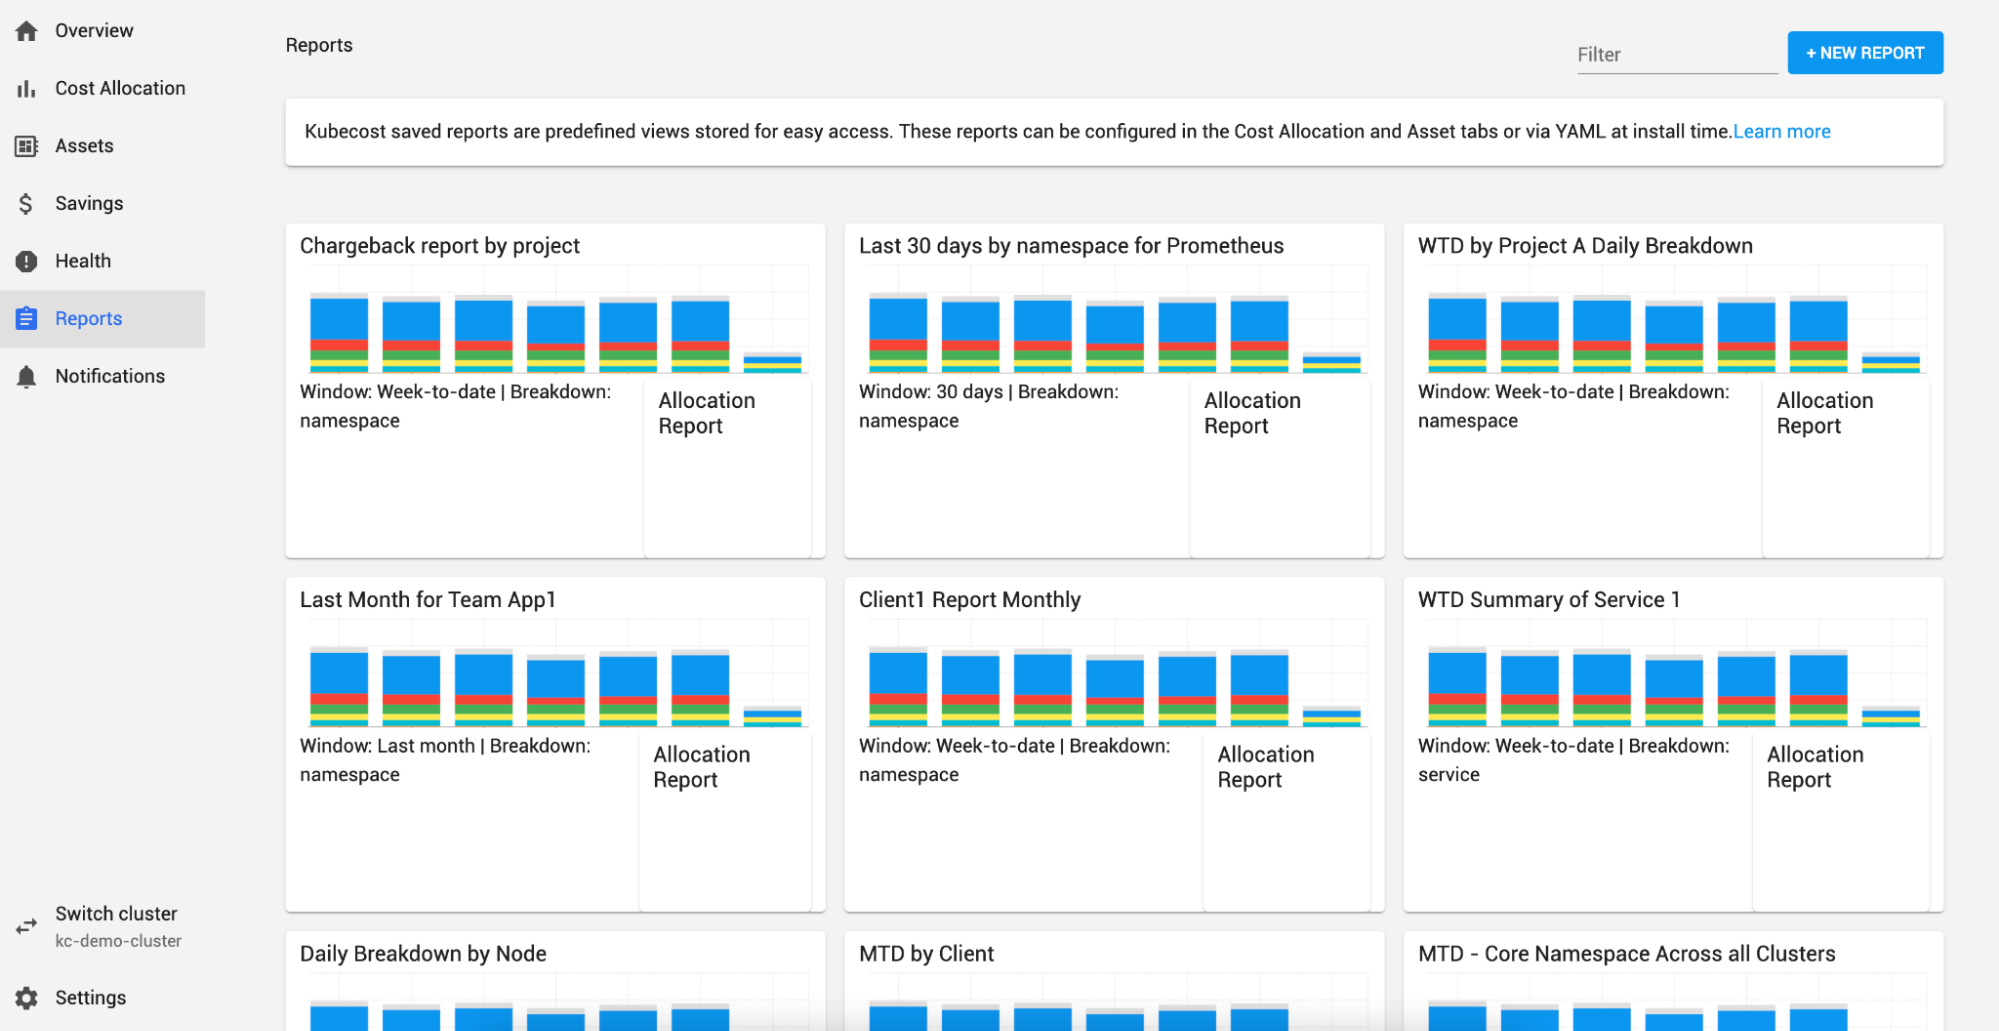 Overview
Cost Allocation
Assets
Savings
Health
Reports
Notifications
Switch cluster
kc-demo-cluster
Settings
Reports
Filter
+ NEW REPORT
Kubecost saved reports are predefined views stored for easy access. These reports can be configured in the Cost Allocation and Asset tabs or via YAML at install time.Learn more
Chargeback report by project
Window: Week-to-date | Breakdown:
namespace
Allocation
Report
Last 30 days by namespace for Prometheus
Window: 30 days | Breakdown:
namespace
Allocation
Report
WTD by Project A Daily Breakdown
Window: Week-to-date | Breakdown:
namespace
Allocation
Report
Last Month for Team App1
Window: Last month | Breakdown:
namespace
Allocation
Report
Client1 Report Monthly
Window: Week-to-date | Breakdown:
namespace
Allocation
Report
WTD Summary of Service 1
Window: Week-to-date | Breakdown:
service
Allocation
Report
Daily Breakdown by Node
MTD by Client
MTD - Core Namespace Across all Clusters